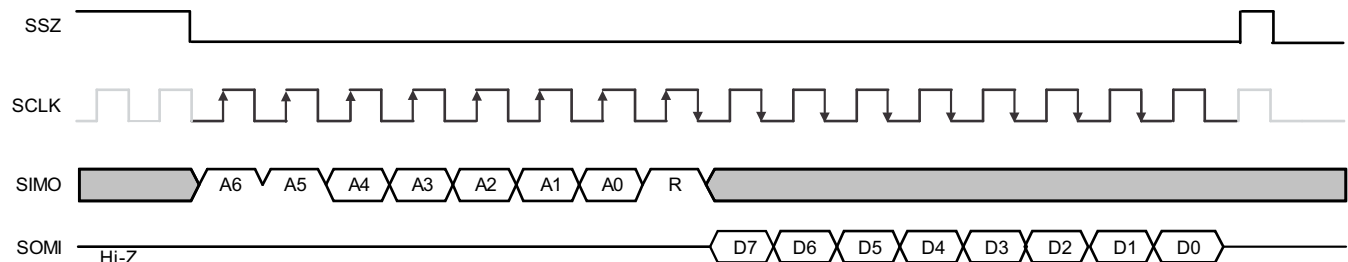 SSZ
SCLK
SIMO A6 A5 A4 A3 A2 A1 A0 R
SOMI D7 D6 D5 D4 D3 D2 D1 D0
Hi-Z